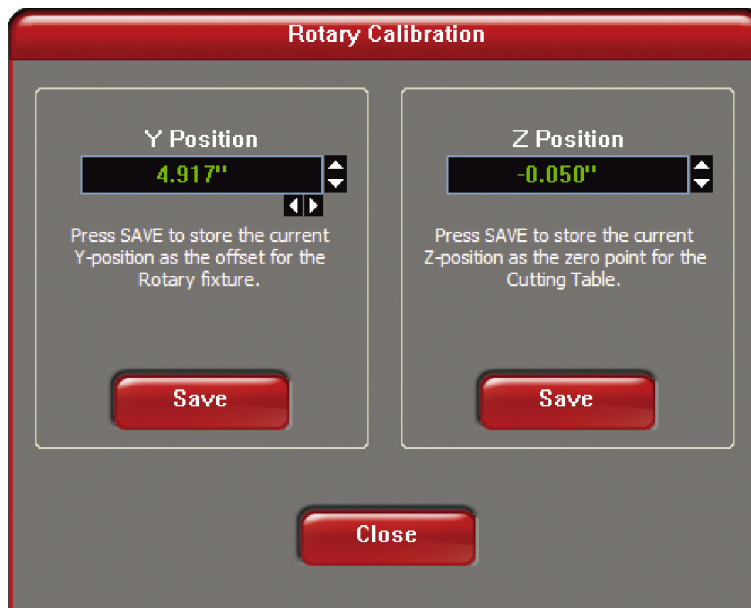 Rotary Calibration
Y Position
4.917"
Press SAVE to store the current
Y-position as the offset for the
Rotary fixture.
Save
Z Position
-0.050"
Press SAVE to store the current
Z-position as the zero point for the
Cutting Table.
Save
Close